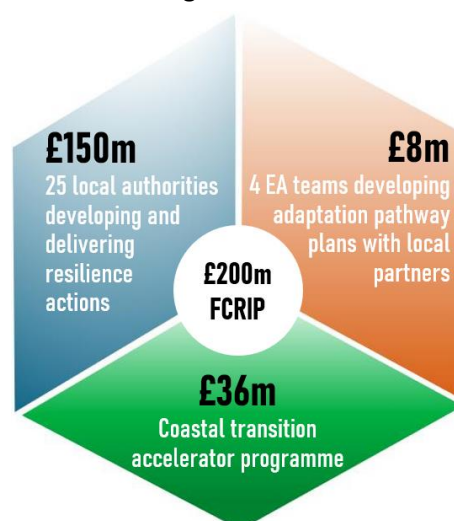 £150m
25 local authorities
developing and
delivering
resilience
actions
£8m
4 EA teams developing
adaptation pathway
plans with local
partners
£200m
FCRIP
£36m
Coastal transition
accelerator programme